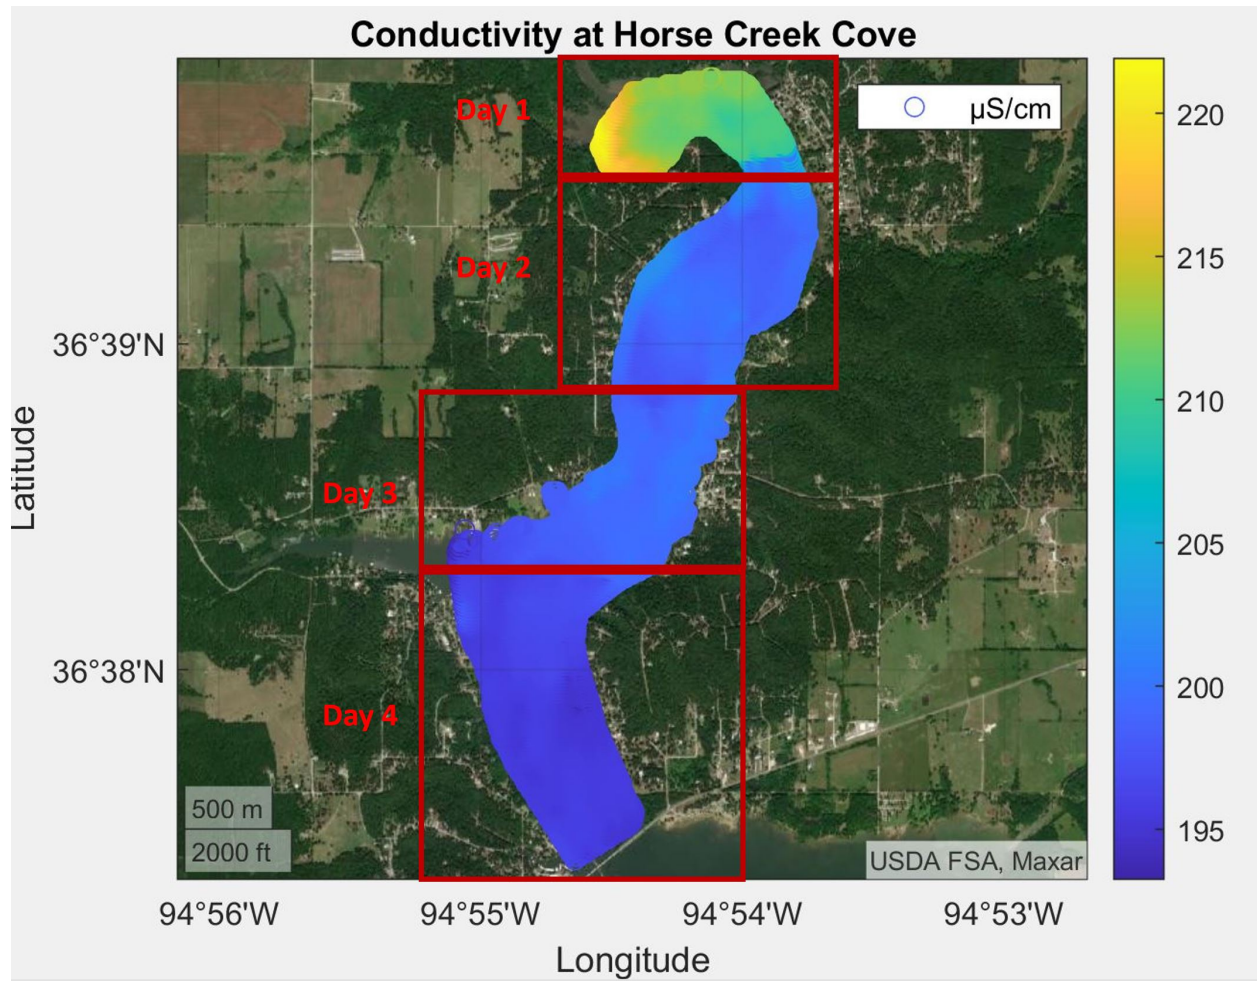 Conductivity at Horse Creek Cove
Day 1
µS/cm
220
Day 2
215
36°39'N
210
Latitude
Day 3
205
36°38'N
200
Day 4
500 m
195
2000 ft
USDA FSA, Maxar
94°56'W
94°55'W
94°54'W
94°53'W
Longitude